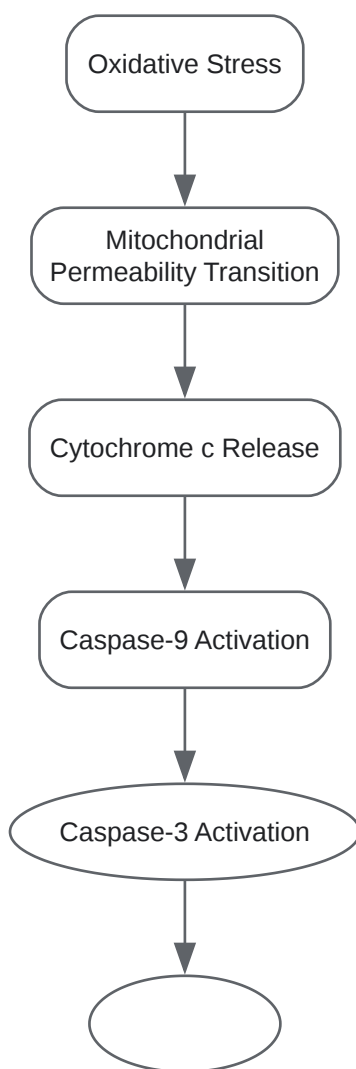 Oxidative Stress
Mitochondrial
Permeability Transition
Cytochrome c Release
Caspase-9 Activation
Caspase-3 Activation